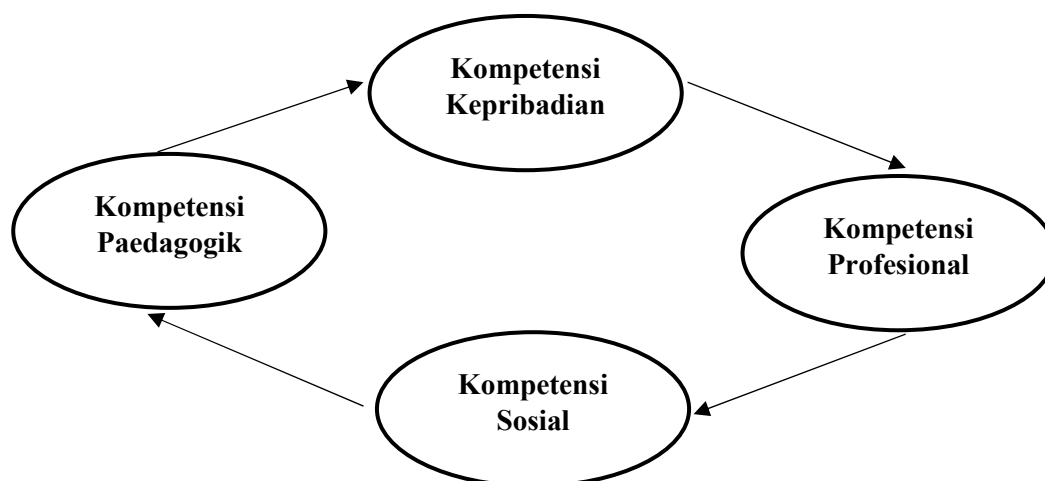 Kompetensi
Kepribadian
Kompetensi
Paedagogik
Kompetensi
Profesional
Kompetensi
Sosial